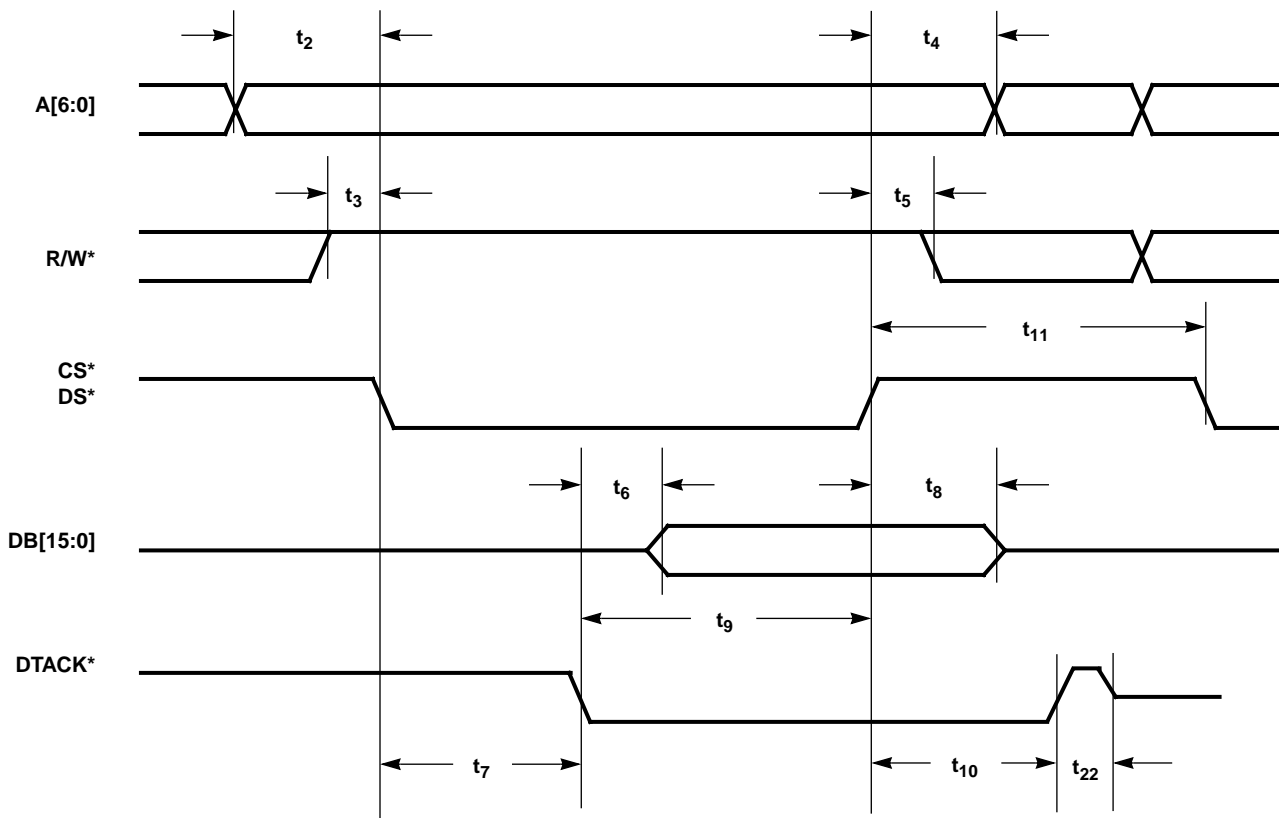 t2
t4
A[6:0]
t3
t5
R/W*
t11
CS*
DS*
t6
t8
DB[15:0]
t9
DTACK*
t7
t10
t22